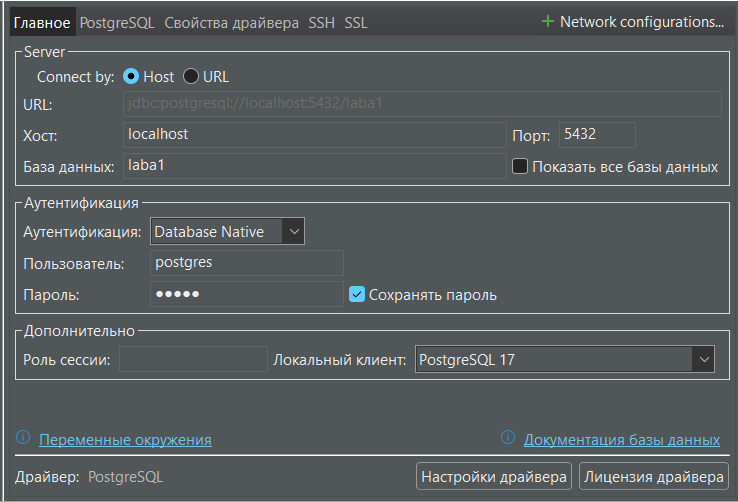 Главное PostgreSQL Свойства драйвера SSH SSL + Network configurations...
Server
Connect by: Host URL
URL: jdbc:postgresql://localhost:5432/laba1
Хост: localhost Порт: 5432
База данных: laba1 Показать все базы данных
Аутентификация
Аутентификация: Database Native
Пользователь: postgres
Пароль: ●●●●● Сохранять пароль
Дополнительно
Роль сессии: Локальный клиент: PostgreSQL 17
Переменные окружения Документация базы данных
Драйвер: PostgreSQL Настройки драйвера Лицензия драйвера